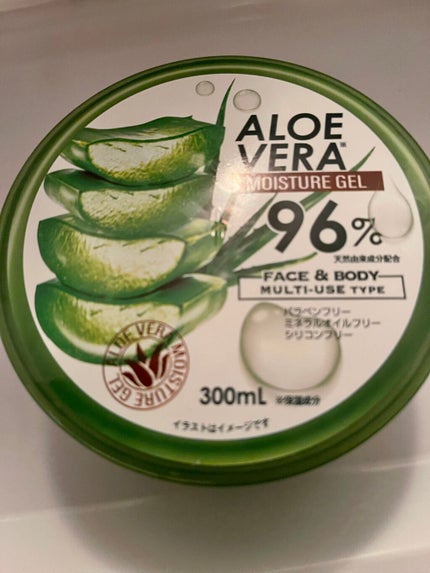 ALOE
VERA※
MOISTURE GEL
96%
天然由来成分配合
FACE & BODY
MULTI-USE TYPE
パラベンフリー
ミネラルオイルフリー
シリコンフリー
300mL
※保湿成分
ALOE VERA MOISTURE GEL
イラストはイメージです